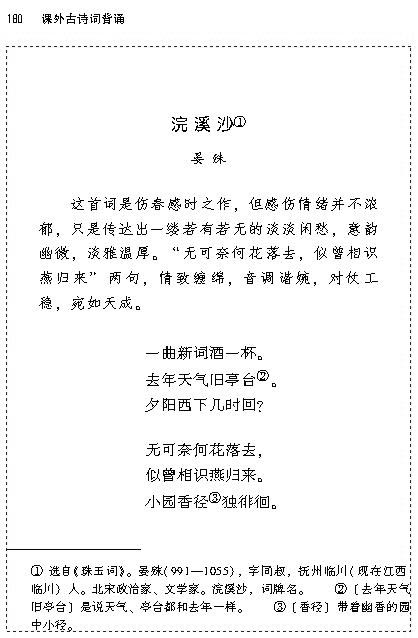 180 课外古诗词背诵
浣溪沙①
晏殊
这首词是伤春感时之作，但感伤情绪并不浓
郁，只是传达出一缕若有若无的淡淡闲愁，意韵
幽微，淡雅温厚。“无可奈何花落去，似曾相识
燕归来”两句，情致缠绵，音调谐婉，对仗工
稳，宛如天成。
一曲新词酒一杯。
去年天气旧亭台②。
夕阳西下几时回？
无可奈何花落去，
似曾相识燕归来。
小园香径③独徘徊。
① 选自《珠玉词》。晏殊(991—1055)，字同叔，抚州临川(现在江西
临川) 人。北宋政治家、文学家。浣溪沙，词牌名。 ②〔去年天气
旧亭台〕是说天气、亭台都和去年一样。 ③〔香径〕带着幽香的园
中小径。